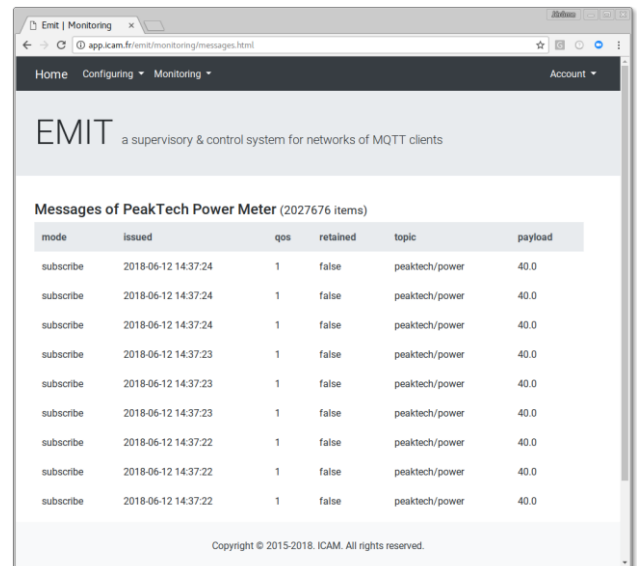 Emit | Monitoring
app.icam.fr/emit/monitoring/messages.html
Home Configuring Monitoring Account
EMIT a supervisory & control system for networks of MQTT clients
Messages of PeakTech Power Meter (2027676 items)
mode issued qos retained topic payload
subscribe 2018-06-12 14:37:24 1 false peaktech/power 40.0
subscribe 2018-06-12 14:37:24 1 false peaktech/power 40.0
subscribe 2018-06-12 14:37:24 1 false peaktech/power 40.0
subscribe 2018-06-12 14:37:23 1 false peaktech/power 40.0
subscribe 2018-06-12 14:37:23 1 false peaktech/power 40.0
subscribe 2018-06-12 14:37:23 1 false peaktech/power 40.0
subscribe 2018-06-12 14:37:22 1 false peaktech/power 40.0
subscribe 2018-06-12 14:37:22 1 false peaktech/power 40.0
subscribe 2018-06-12 14:37:22 1 false peaktech/power 40.0
Copyright © 2015-2018. ICAM. All rights reserved.